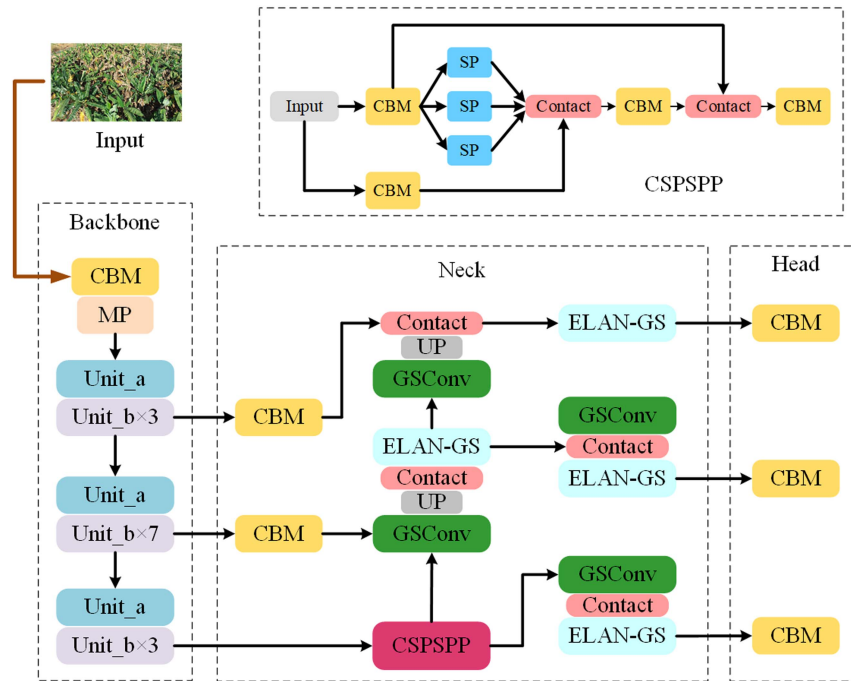 Input
Input
CBM
SP
SP
SP
Contact
CBM
Contact
CBM
CBM
CSPSPP
Backbone
CBM
MP
Unit_a
Unit_b×3
Unit_a
Unit_b×7
Unit_a
Unit_b×3
Neck
CBM
CBM
Contact
UP
GSConv
ELAN-GS
Contact
UP
GSConv
CSPSPP
ELAN-GS
GSConv
Contact
ELAN-GS
GSConv
Contact
ELAN-GS
Head
CBM
CBM
CBM